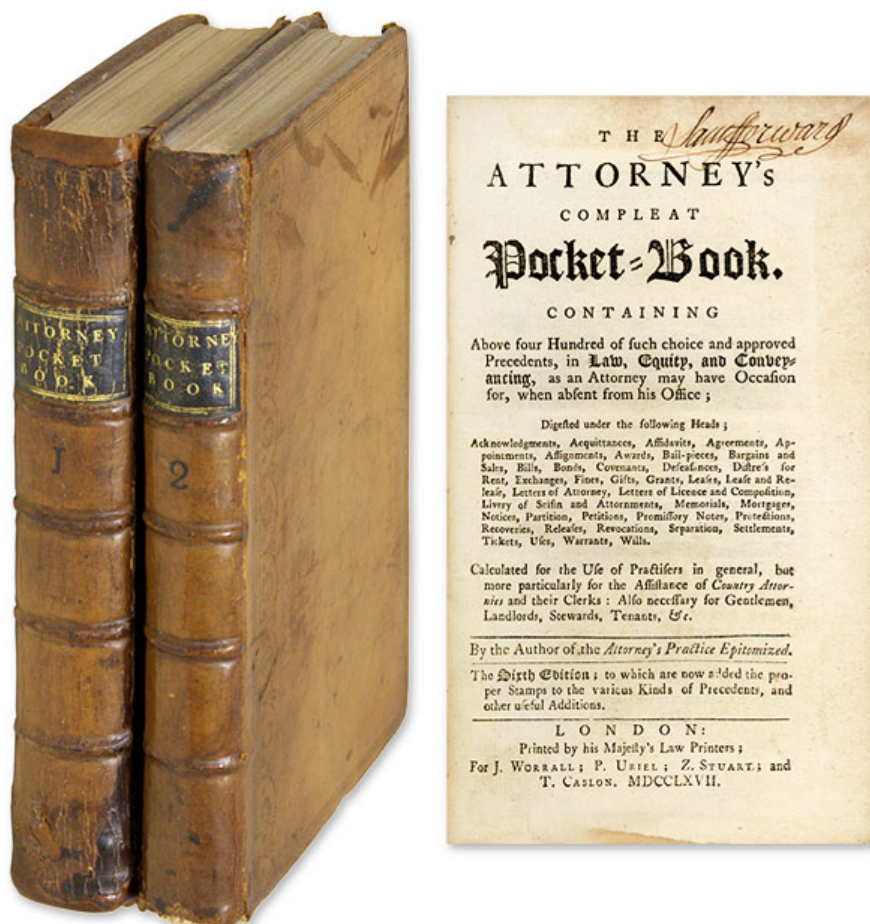 ATTORNEY
POCKET
BOOK
1
ATTORNEY
POCKET
BOOK
2
THE
ATTORNEY's
COMPLEAT
Pocket=Book.
CONTAINING
Above four Hundred of ſuch choice and approved
Precedents, in Law, Equity, and Convey=
ancing, as an Attorney may have Occaſion
for, when abſent from his Office ;
Digeſted under the following Heads ;
Acknowledgments, Acquittances, Affidavits, Agreements, Ap-
pointments, Aſſignments, Awards, Bail-pieces, Bargains and
Sales, Bills, Bonds, Covenants, Defeaſances, Diſtreſs for
Rent, Exchanges, Fines, Gifts, Grants, Leaſes, Leaſe and Re-
leaſe, Letters of Attorney, Letters of Licence and Compoſition,
Livery of Seiſin and Attornments, Memorials, Mortgages,
Notices, Partition, Petitions, Promiſſory Notes, Protections,
Recoveries, Releaſes, Revocations, Separation, Settlements,
Tickets, Uſes, Warrants, Wills.
Calculated for the Uſe of Practiſers in general, but
more particularly for the Aſſiſtance of Country Attor-
nies and their Clerks : Alſo neceſſary for Gentlemen,
Landlords, Stewards, Tenants, &c.
By the Author of the Attorney's Practice Epitomized.
The Sixth Edition ; to which are now added the pro-
per Stamps to the various Kinds of Precedents, and
other uſeful Additions.
LONDON:
Printed by his Majeſty's Law Printers ;
For J. WORRALL ; P. URIEL ; Z. STUART ; and
T. CASLON. MDCCLXVII.